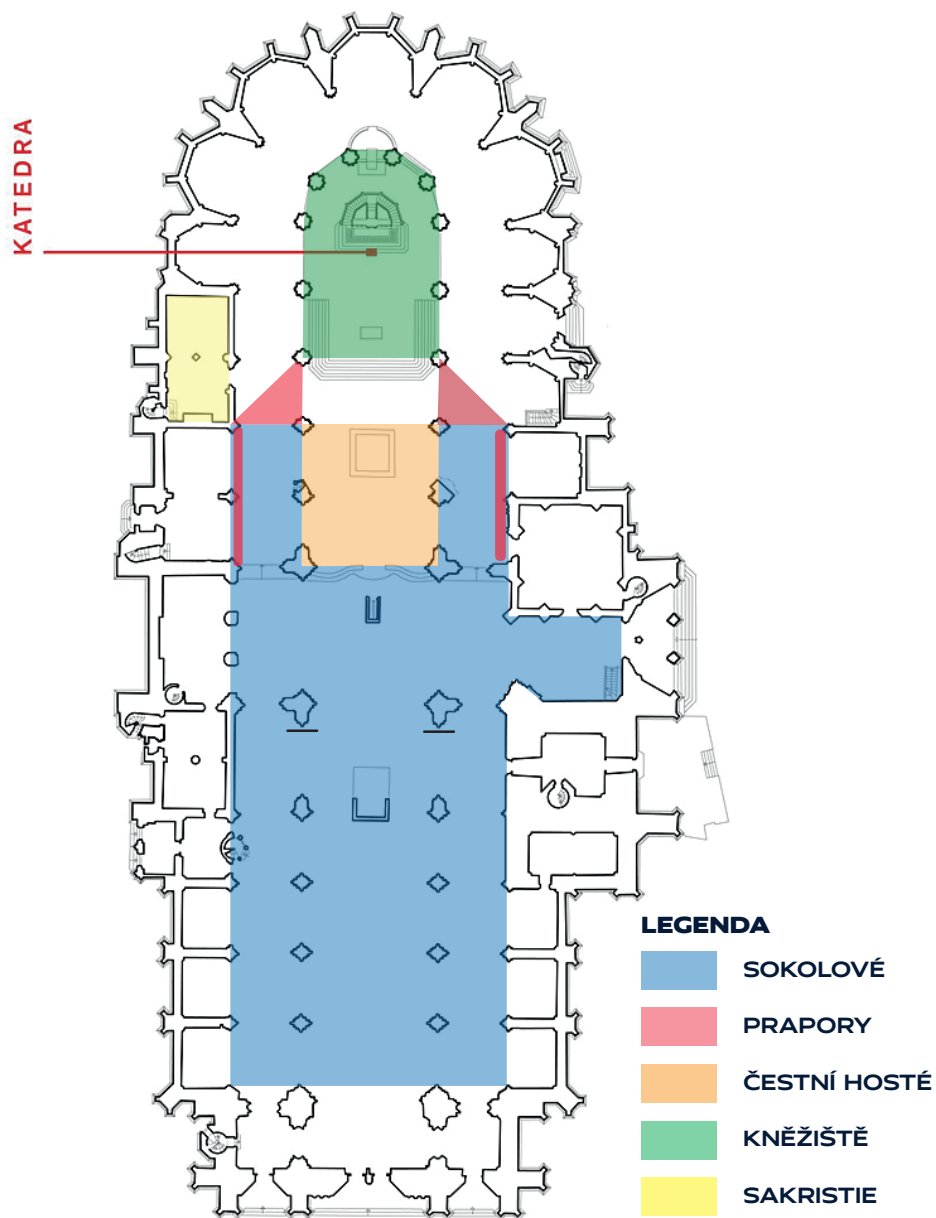 KATEDRA
LEGENDA
SOKOLOVÉ
PRAPORY
ČESTNÍ HOSTÉ
KNĚŽIŠTĚ
SAKRISTIE